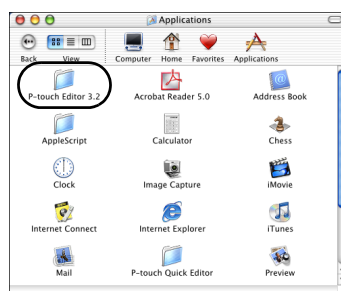 Applications
Back View Computer Home Favorites Applications
P-touch Editor 3.2 Acrobat Reader 5.0 Address Book
AppleScript Calculator Chess
Clock Image Capture iMovie
Internet Connect Internet Explorer iTunes
Mail P-touch Quick Editor Preview